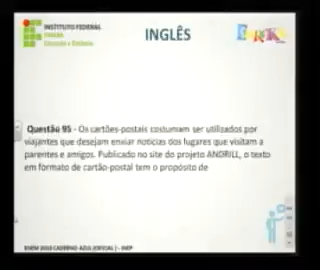 INSTITUTO FEDERAL
PARANÁ
Educação a Distância
INGLÊS
EUREKA
Questão 95 - Os cartões-postais costumam ser utilizados por
viajantes que desejam enviar notícias dos lugares que visitam a
parentes e amigos. Publicado no site do projeto ANDRILL, o texto
em formato de cartão-postal tem o propósito de
ENEM 2010 CADERNO AZUL (CRISTAL) - INEP